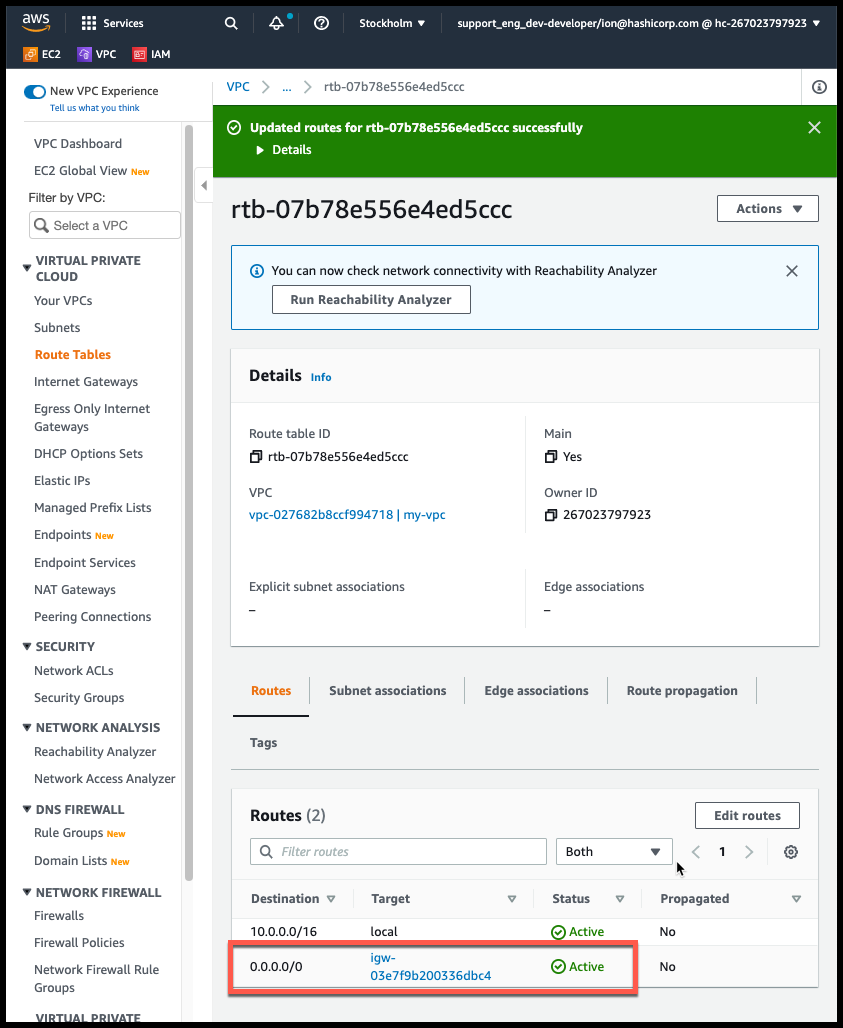 aws
Services
Stockholm
support_eng_dev-developer/ion@hashicorp.com @ hc-267023797923
EC2
VPC
IAM
New VPC Experience
Tell us what you think
VPC Dashboard
EC2 Global View New
Filter by VPC:
Select a VPC
VIRTUAL PRIVATE
CLOUD
Your VPCs
Subnets
Route Tables
Internet Gateways
Egress Only Internet
Gateways
DHCP Options Sets
Elastic IPs
Managed Prefix Lists
Endpoints New
Endpoint Services
NAT Gateways
Peering Connections
SECURITY
Network ACLs
Security Groups
NETWORK ANALYSIS
Reachability Analyzer
Network Access Analyzer
DNS FIREWALL
Rule Groups New
Domain Lists New
NETWORK FIREWALL
Firewalls
Firewall Policies
Network Firewall Rule
Groups
VIRTUAL PRIVATE
VPC > ... > rtb-07b78e556e4ed5ccc
Updated routes for rtb-07b78e556e4ed5ccc successfully
Details
rtb-07b78e556e4ed5ccc
Actions
You can now check network connectivity with Reachability Analyzer
Run Reachability Analyzer
Details Info
Route table ID
rtb-07b78e556e4ed5ccc
Main
Yes
VPC
vpc-027682b8ccf994718 | my-vpc
Owner ID
267023797923
Explicit subnet associations
–
Edge associations
–
Routes
Subnet associations
Edge associations
Route propagation
Tags
Routes (2)
Edit routes
Filter routes
Both
1
Destination Target Status Propagated
10.0.0.0/16 local Active No
0.0.0.0/0 igw-
03e7f9b200336dbc4 Active No